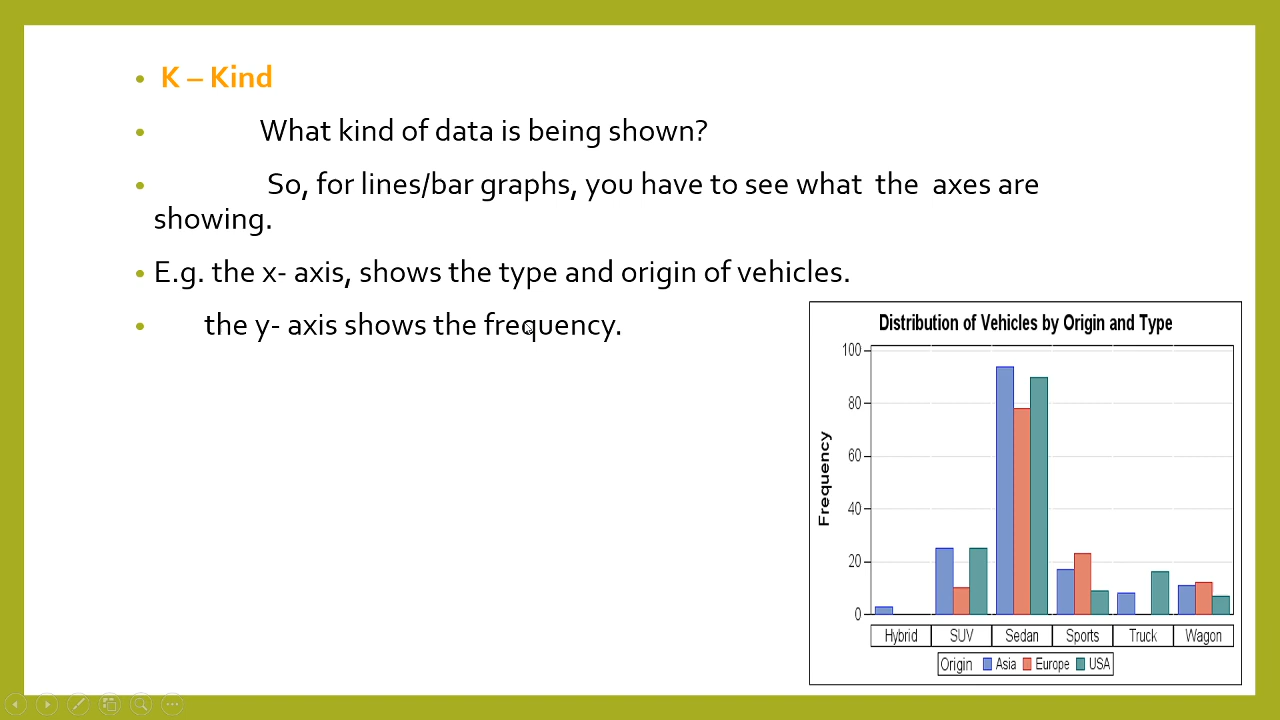 K – Kind
What kind of data is being shown?
So, for lines/bar graphs, you have to see what the axes are
showing.
E.g. the x- axis, shows the type and origin of vehicles.
the y- axis shows the frequency.
Distribution of Vehicles by Origin and Type
Frequency
100
80
60
40
20
0
Hybrid SUV Sedan Sports Truck Wagon
Origin Asia Europe USA